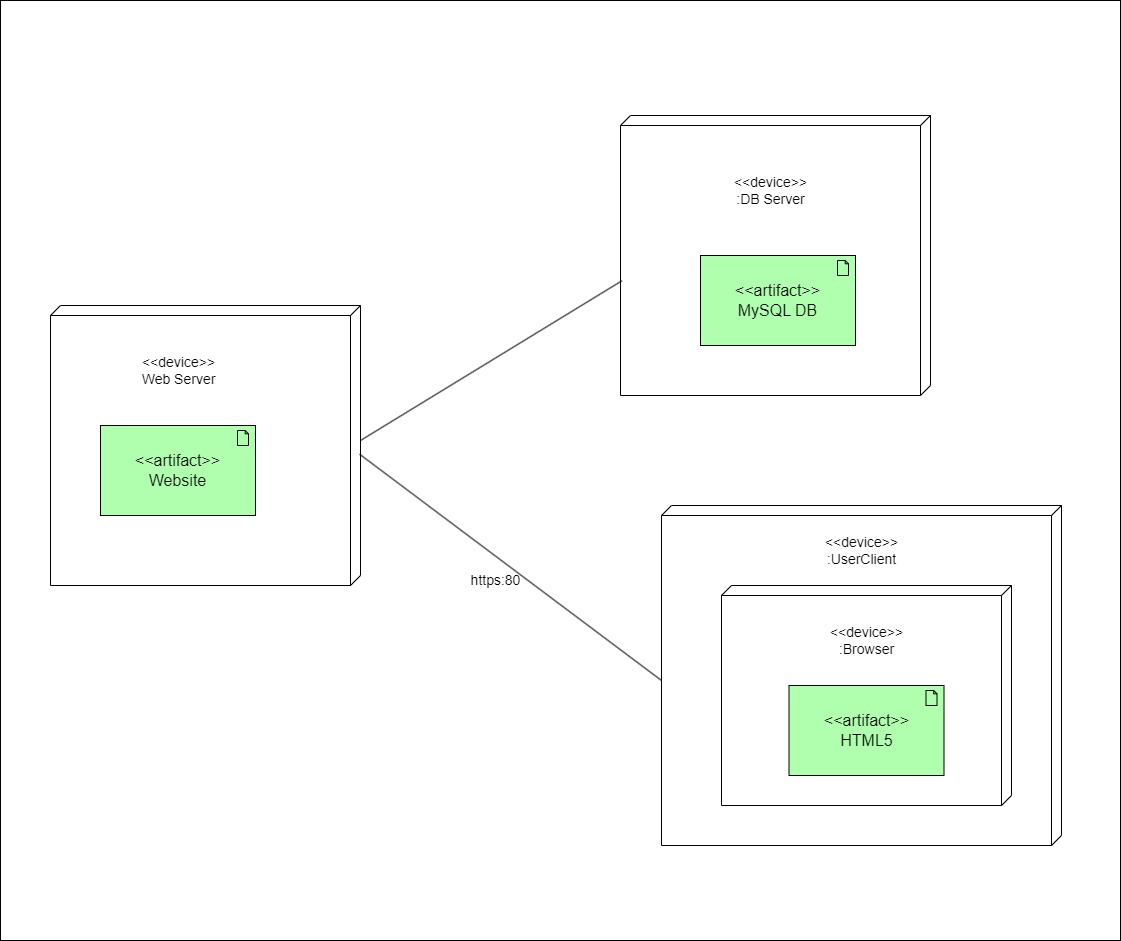 <<device>>
:DB Server
<<artifact>>
MySQL DB
<<device>>
Web Server
<<artifact>>
Website
https:80
<<device>>
:UserClient
<<device>>
:Browser
<<artifact>>
HTML5